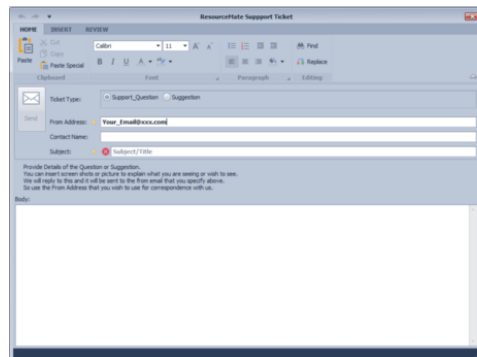 ResourceMate Suppport Ticket
HOME INSERT REVIEW
Paste
Cut
Copy
Paste Special
Calibri 11
B I U A
Find
Replace
Clipboard Font Paragraph Editing
Send
Ticket Type: Support_Question Suggestion
From Address: Your_Email@xxx.com
Contact Name:
Subject: Subject/Title
Provide Details of the Question or Suggestion.
You can insert screen shots or picture to explain what you are seeing or wish to see.
We will reply to this and it will be sent to the from email that you specify above.
So use the From Address that you wish to use for correspondence with us.
Body: